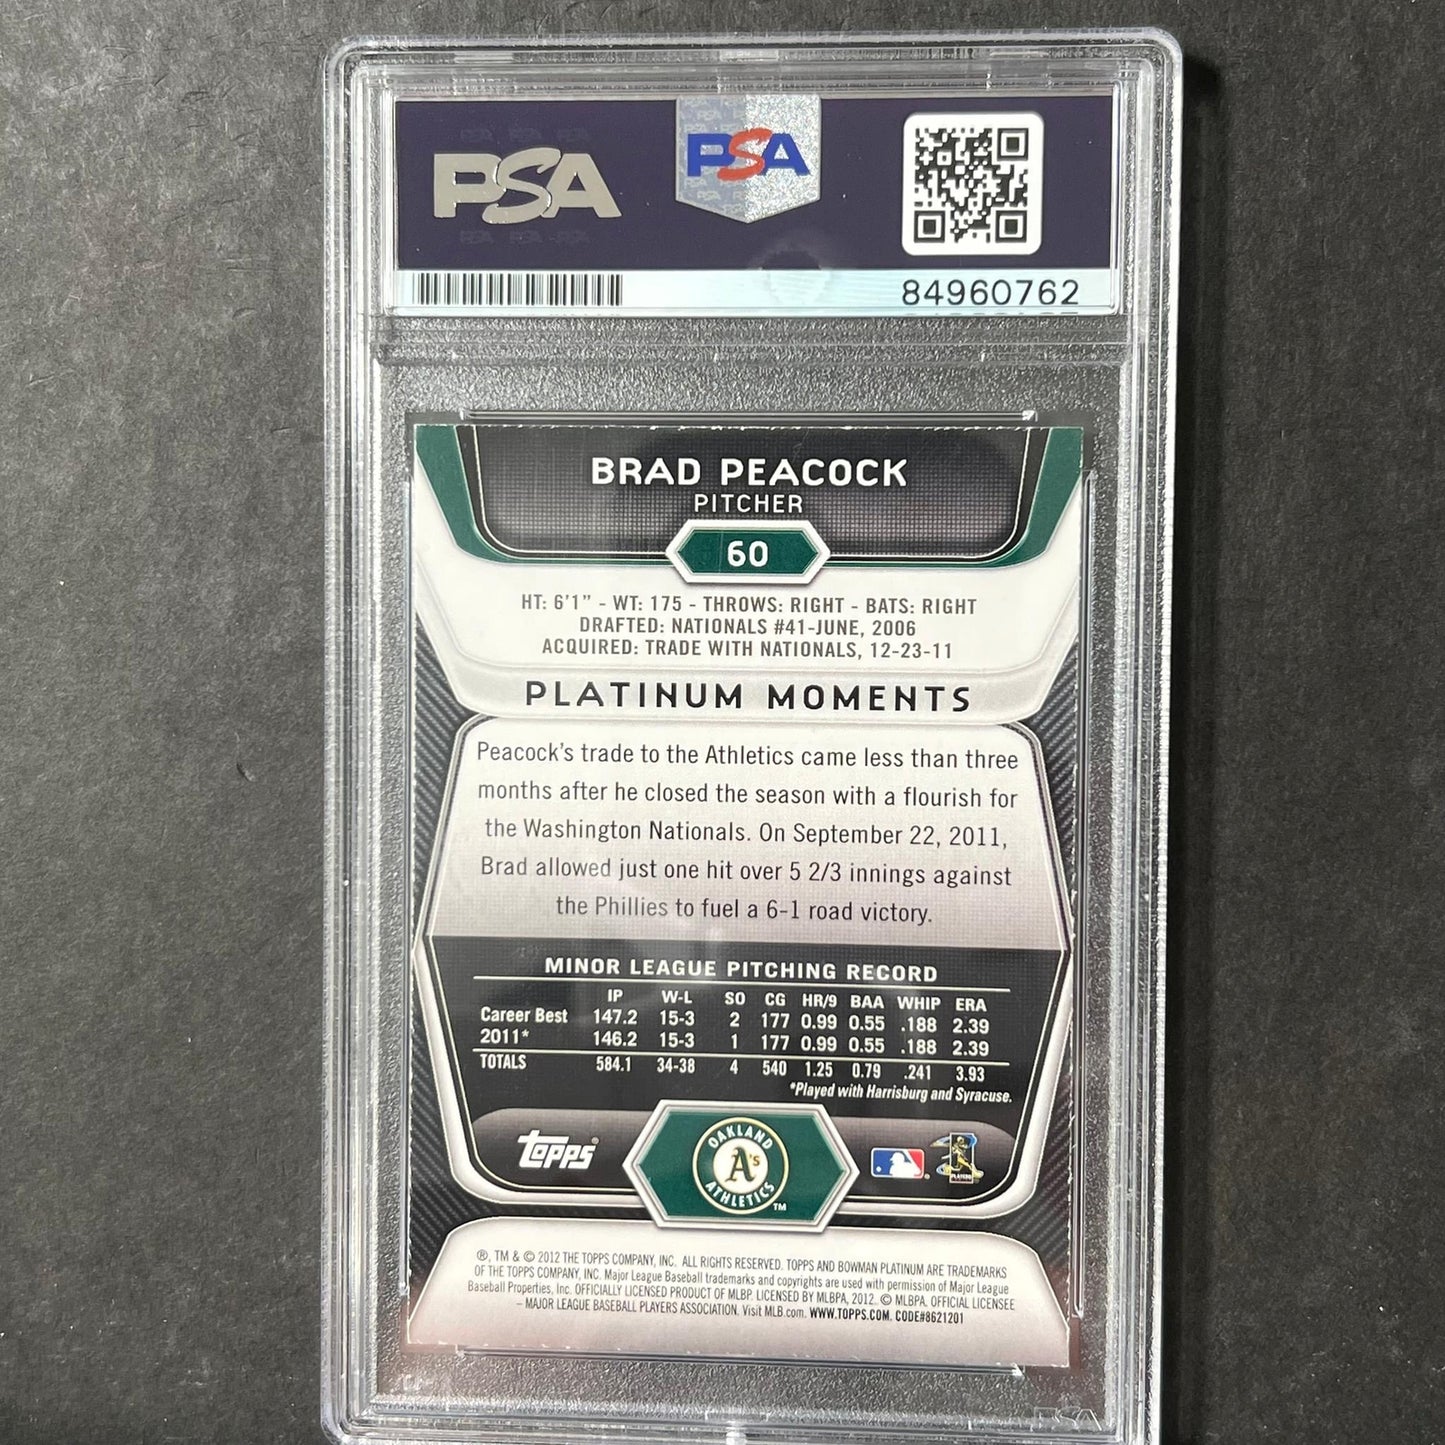 PSA
PSA
84960762
BRAD PEACOCK
PITCHER
60
HT: 6'1" - WT: 175 - THROWS: RIGHT - BATS: RIGHT
DRAFTED: NATIONALS #41-JUNE, 2006
ACQUIRED: TRADE WITH NATIONALS, 12-23-11
PLATINUM MOMENTS
Peacock's trade to the Athletics came less than three
months after he closed the season with a flourish for
the Washington Nationals. On September 22, 2011,
Brad allowed just one hit over 5 2/3 innings against
the Phillies to fuel a 6-1 road victory.
MINOR LEAGUE PITCHING RECORD
IP W-L SO CG HR/9 BAA WHIP ERA
Career Best 147.2 15-3 2 177 0.99 0.55 .188 2.39
2011* 146.2 15-3 1 177 0.99 0.55 .188 2.39
TOTALS 584.1 34-38 4 540 1.25 0.79 .241 3.93
*Played with Harrisburg and Syracuse.
topps®
OAKLAND
A's
ATHLETICS
TM
®, TM & © 2012 THE TOPPS COMPANY, INC. ALL RIGHTS RESERVED. TOPPS AND BOWMAN PLATINUM ARE TRADEMARKS
OF THE TOPPS COMPANY, INC. Major League Baseball trademarks and copyrights are used with permission of Major League
Baseball Properties, Inc. OFFICIALLY LICENSED PRODUCT OF MLBP. LICENSED BY MLBPA, 2012. © MLBPA, OFFICIAL LICENSEE
– MAJOR LEAGUE BASEBALL PLAYERS ASSOCIATION. Visit MLB.com. WWW.TOPPS.COM. CODE#8621201
PSA